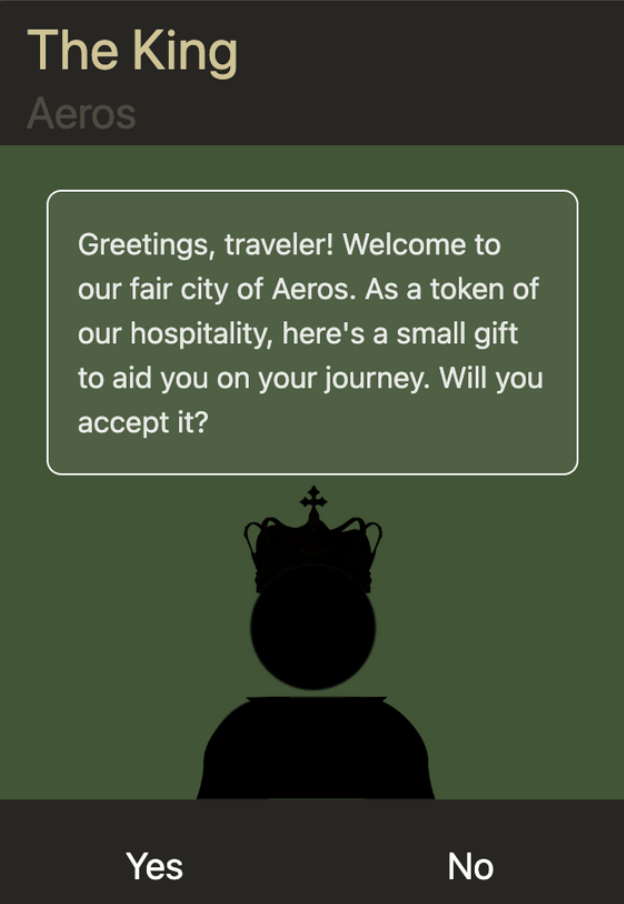 The King
Aeros
Greetings, traveler! Welcome to
our fair city of Aeros. As a token of
our hospitality, here's a small gift
to aid you on your journey. Will you
accept it?
Yes
No